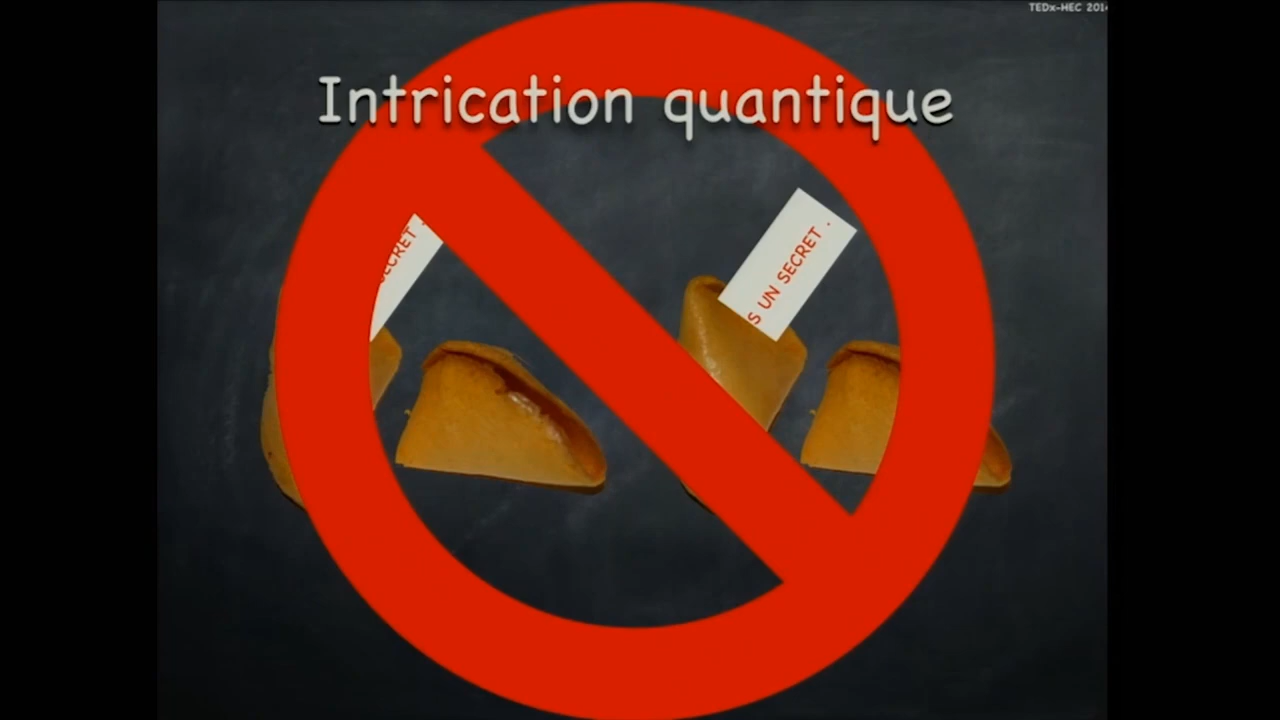 TEDx-HEC 2014
Intrication quantique
SECRET .
S UN SECRET .